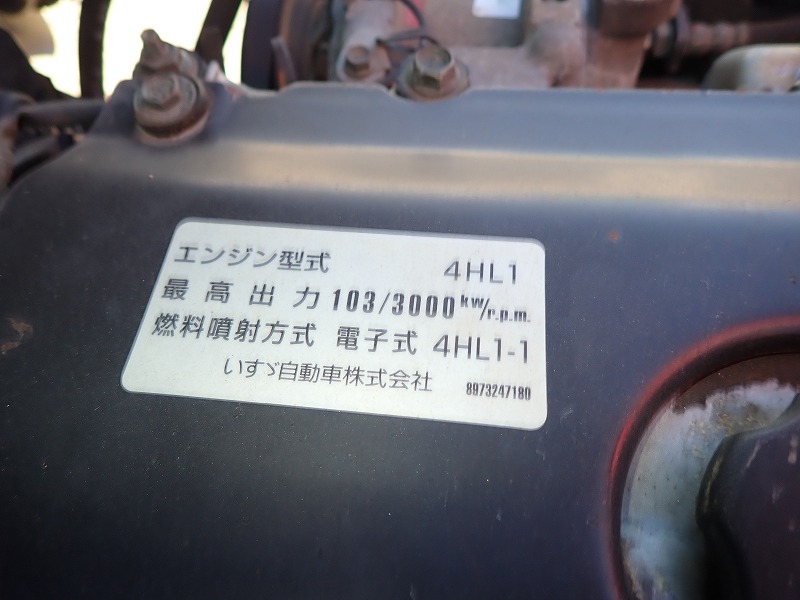 エンジン型式 4HL1
最高出力 103/3000 kW/r.p.m.
燃料噴射方式 電子式 4HL1-1
いすゞ自動車株式会社 8973247180